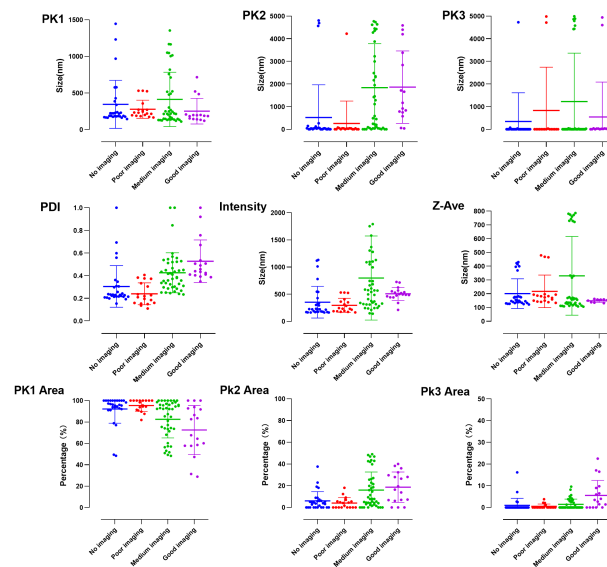 PK1
Size(nm)
1500
1000
500
0
No imaging
Poor imaging
Medium imaging
Good imaging
PK2
Size(nm)
5000
4000
3000
2000
1000
0
No imaging
Poor imaging
Medium imaging
Good imaging
PK3
Size(nm)
5000
4000
3000
2000
1000
0
No imaging
Poor imaging
Medium imaging
Good imaging
PDI
1.0
0.8
0.6
0.4
0.2
0.0
No imaging
Poor imaging
Medium imaging
Good imaging
Intensity
Size(nm)
2000
1500
1000
500
0
No imaging
Poor imaging
Medium imaging
Good imaging
Z-Ave
Size(nm)
800
700
600
500
400
300
200
100
0
No imaging
Poor imaging
Medium imaging
Good imaging
PK1 Area
Percentage (%)
100
80
60
40
20
0
No imaging
Poor imaging
Medium imaging
Good imaging
Pk2 Area
Percentage (%)
100
80
60
40
20
0
No imaging
Poor imaging
Medium imaging
Good imaging
Pk3 Area
Percentage (%)
50
40
30
20
10
0
No imaging
Poor imaging
Medium imaging
Good imaging